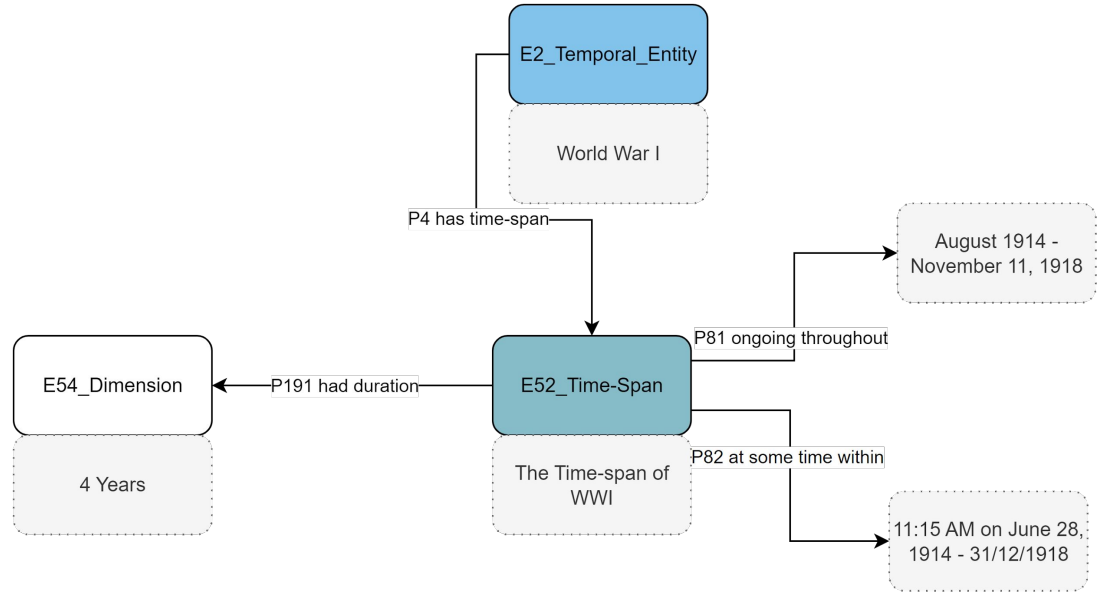 E2_Temporal_Entity
World War I
P4 has time-span
August 1914 -
November 11, 1918
P81 ongoing throughout
E54_Dimension
P191 had duration
E52_Time-Span
4 Years
The Time-span of
WWI
P82 at some time within
11:15 AM on June 28,
1914 - 31/12/1918